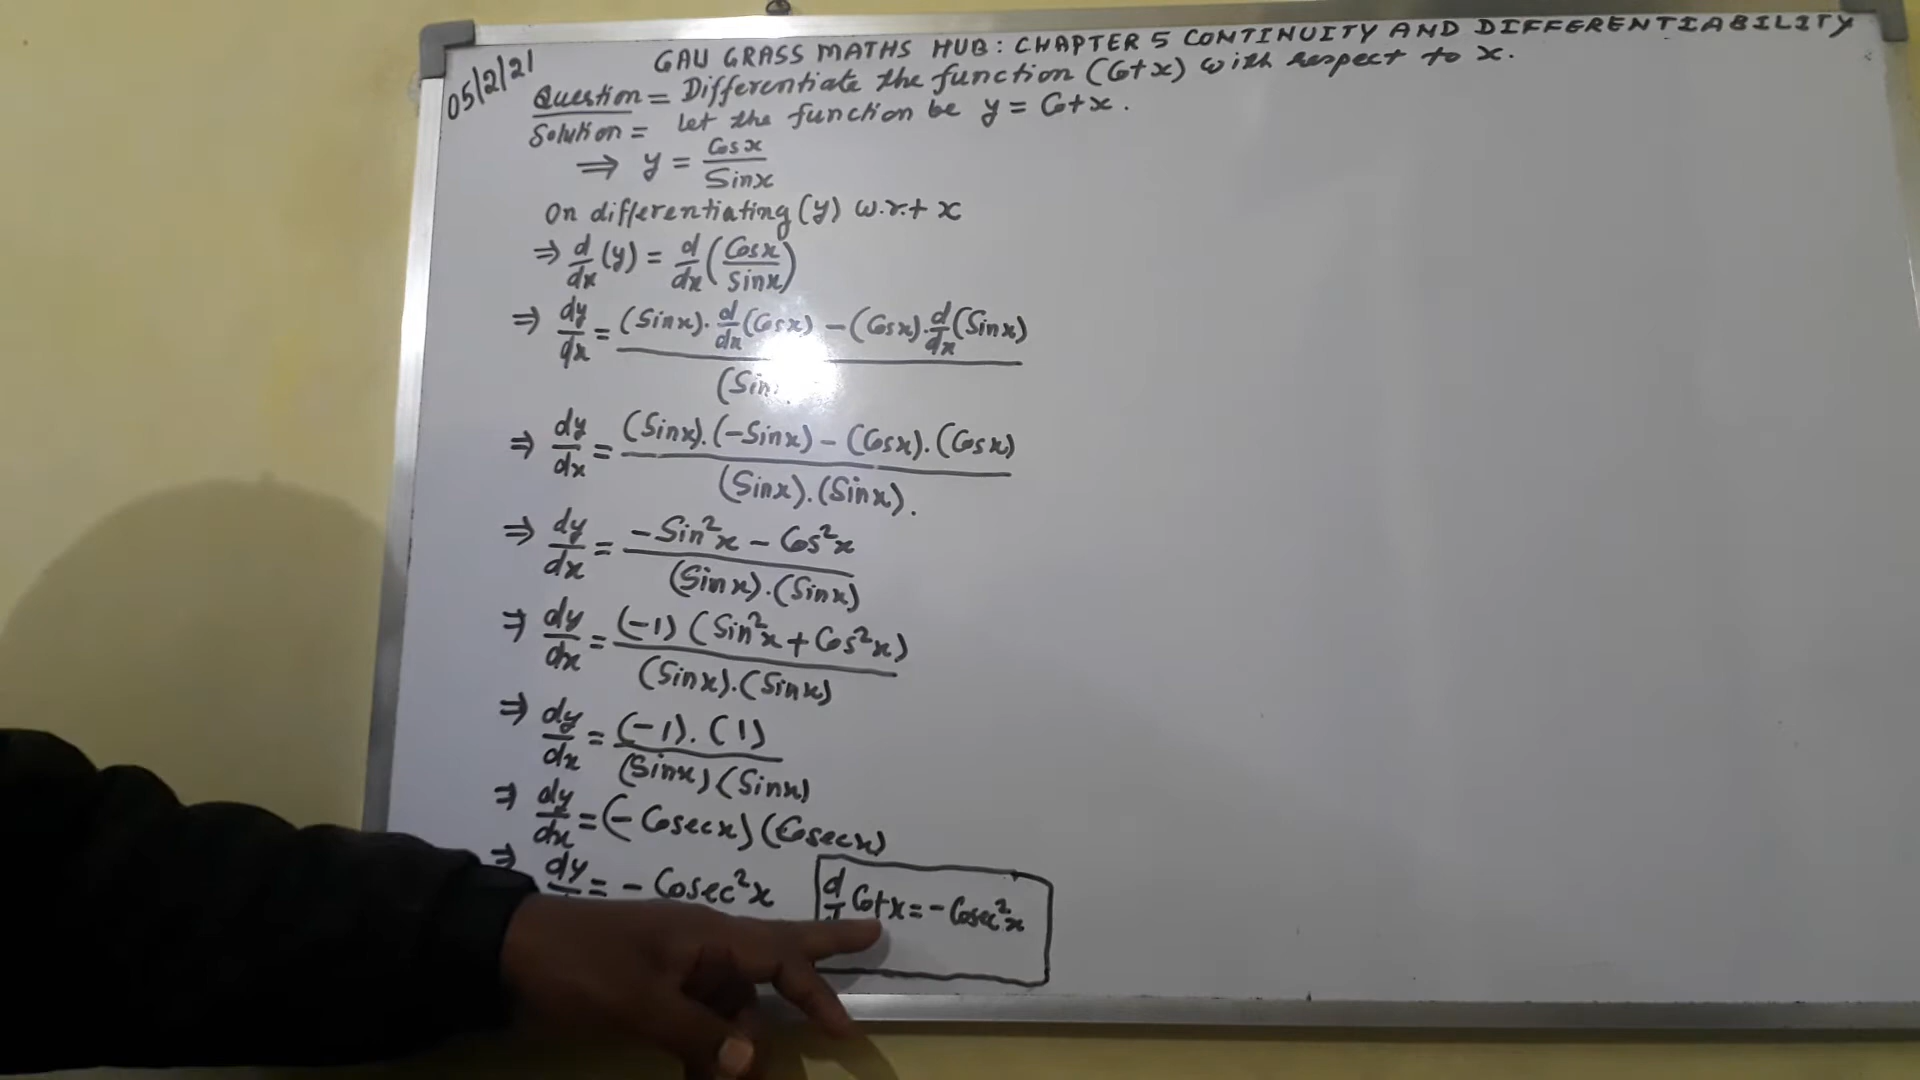 GAU GRASS MATHS HUB: CHAPTER 5 CONTINUITY AND DIFFERENTIABILITY
05/2/21
Question = Differentiate the function (Cotx) with respect to x.
Solution = Let the function be y = Cotx.
⇒ y = Cosx / Sinx
On differentiating (y) w.r.t x
⇒ d/dx (y) = d/dx (Cosx / Sinx)
⇒ dy/dx = (Sinx). d/dx (Cosx) - (Cosx). d/dx (Sinx)
(Sin
⇒ dy/dx = (Sinx).(-Sinx) - (Cosx).(Cosx)
(Sinx).(Sinx).
⇒ dy/dx = -Sin²x - Cos²x
(Sinx).(Sinx)
⇒ dy/dx = (-1) (Sin²x + Cos²x)
(Sinx).(Sinx)
⇒ dy/dx = (-1).(1)
(Sinx)(Sinx)
⇒ dy/dx = (-Cosecx)(Cosecx)
⇒ dy = - Cosec²x
d Cotx = - Cosec²x